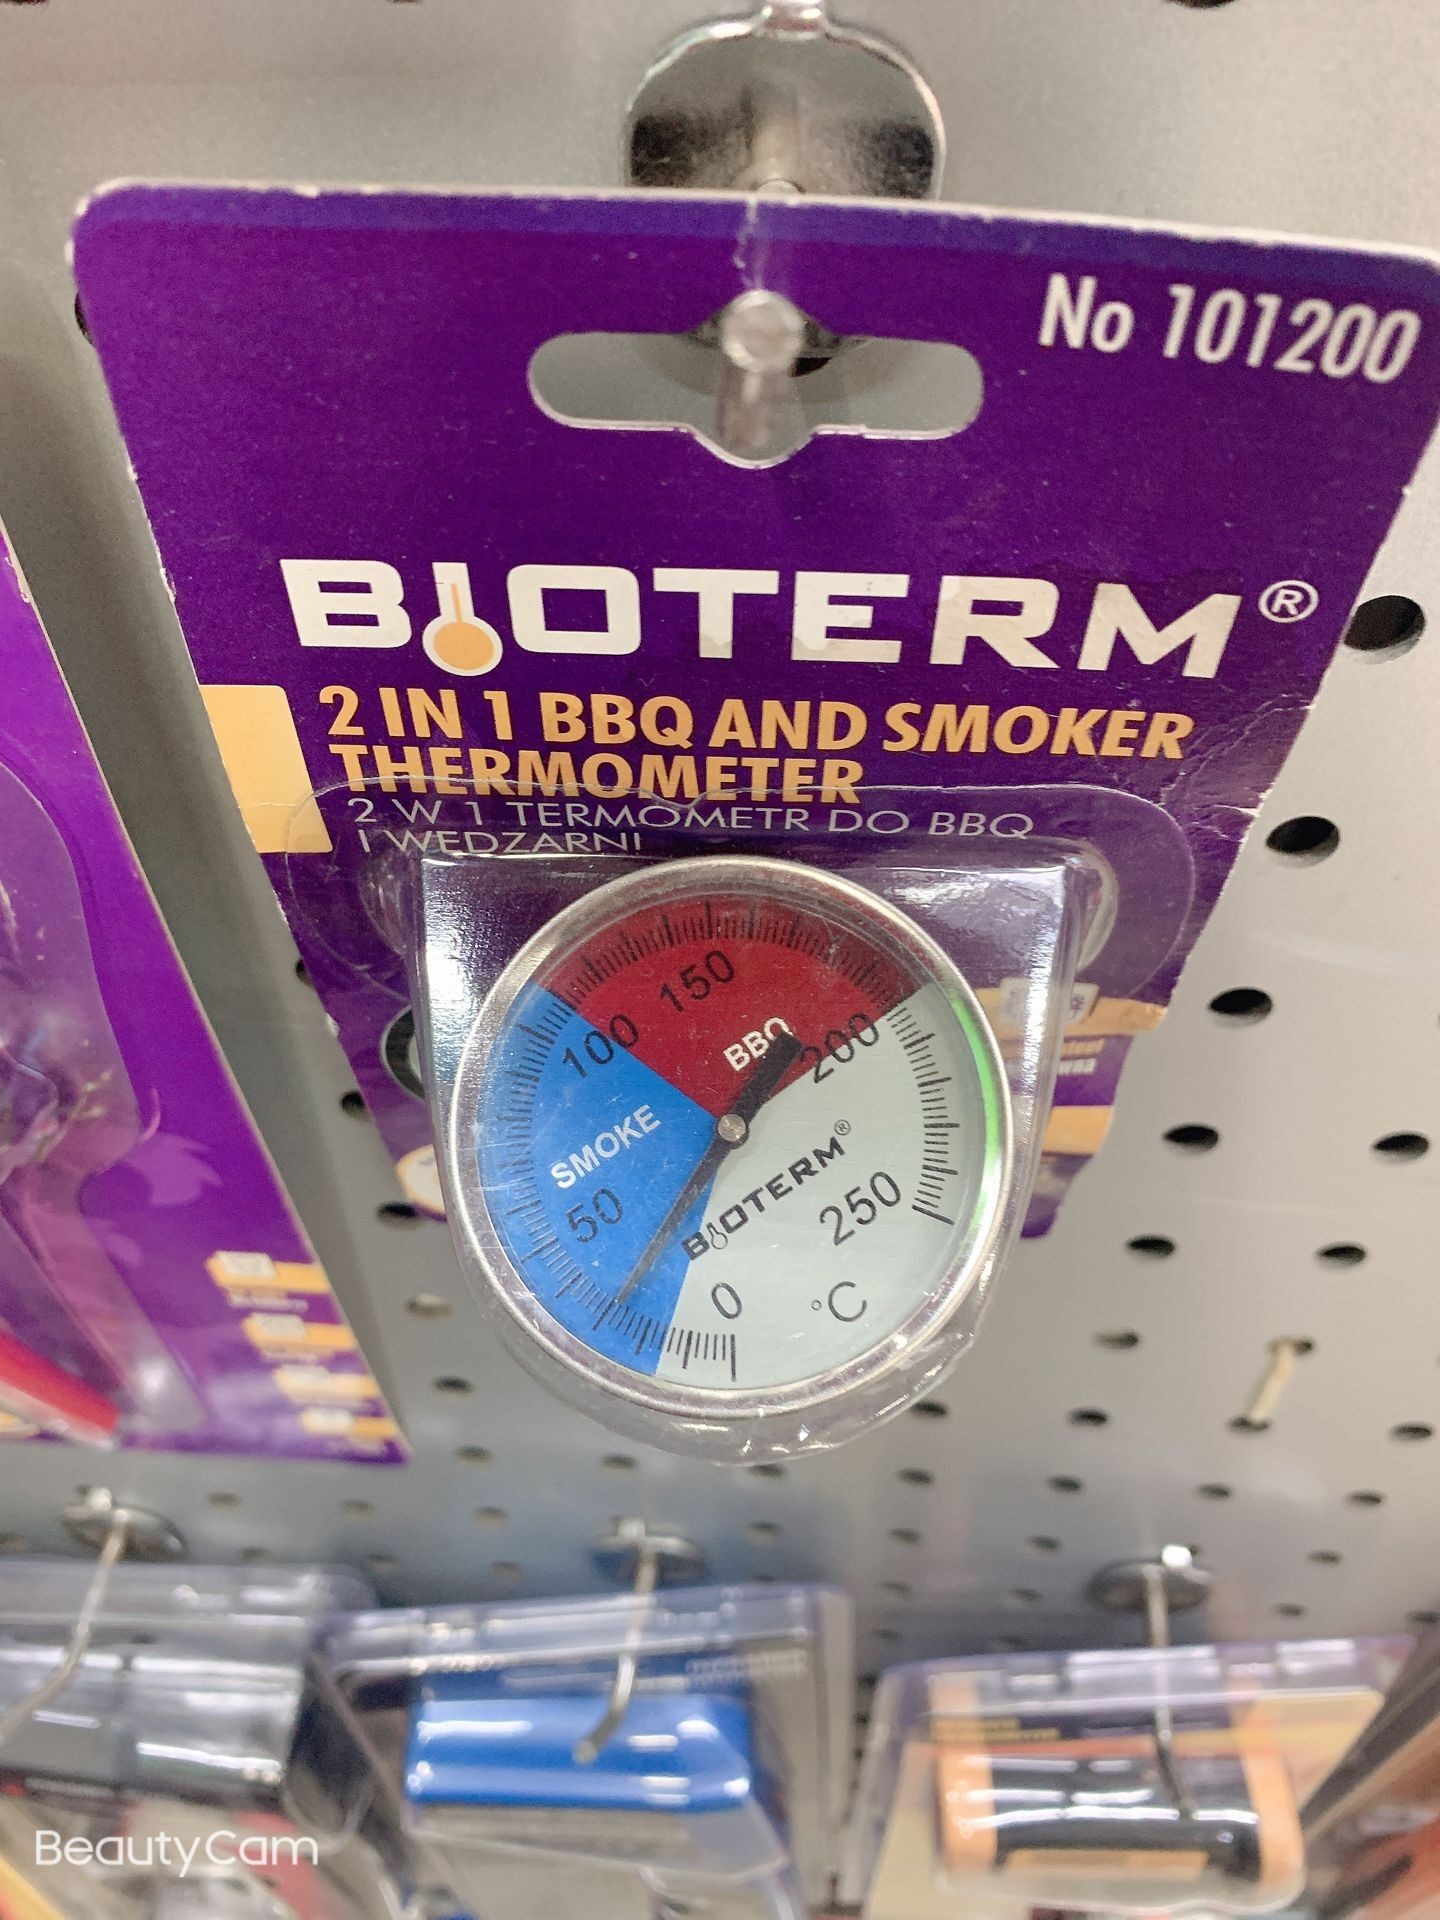 No 101200
BIOTERM®
2 IN 1 BBQ AND SMOKER
THERMOMETER
2 W 1 TERMOMETR DO BBQ
I WĘDZARNI
150
100
BBQ
200
SMOKE
BIOTERM®
50
250
0
°C
BeautyCam